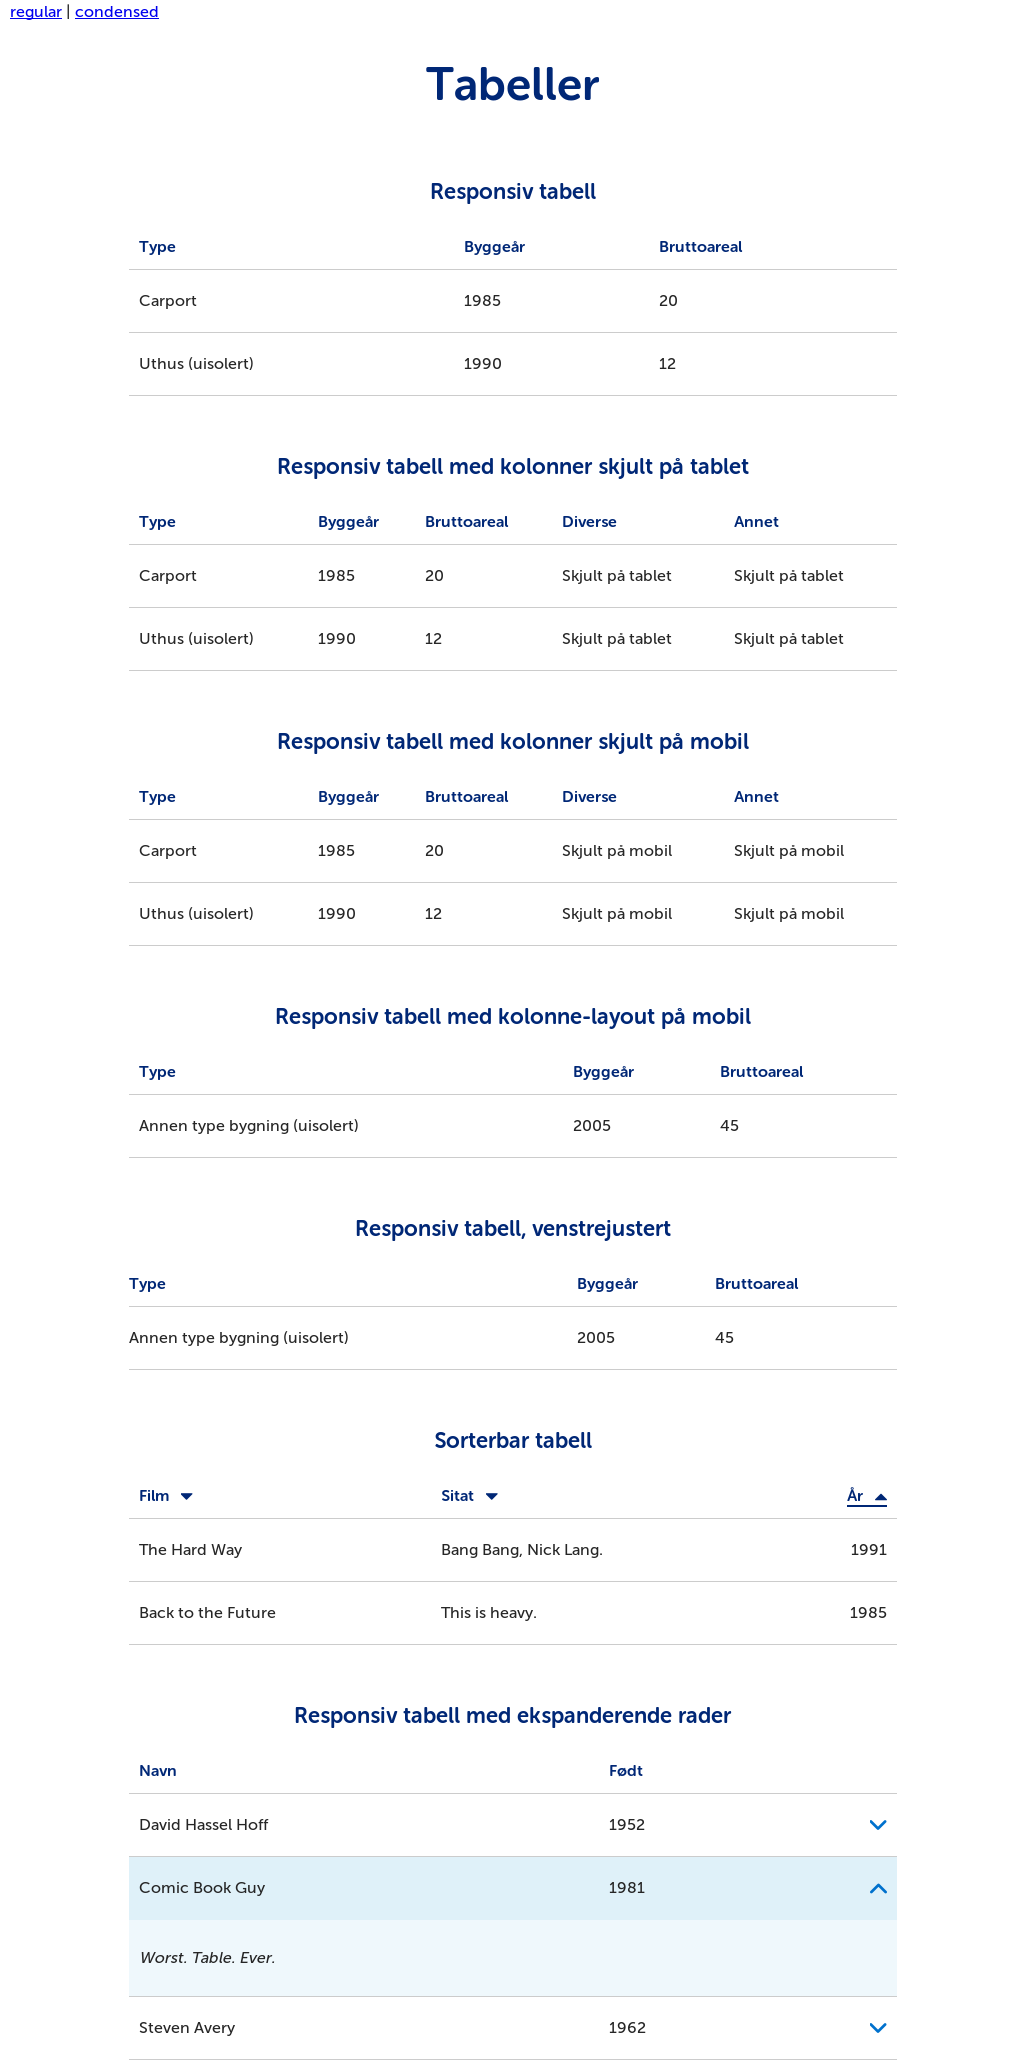 regular | condensed
Tabeller
Responsiv tabell
Type Byggeår Bruttoareal
Carport 1985 20
Uthus (uisolert) 1990 12
Responsiv tabell med kolonner skjult på tablet
Type Byggeår Bruttoareal Diverse Annet
Carport 1985 20 Skjult på tablet Skjult på tablet
Uthus (uisolert) 1990 12 Skjult på tablet Skjult på tablet
Responsiv tabell med kolonner skjult på mobil
Type Byggeår Bruttoareal Diverse Annet
Carport 1985 20 Skjult på mobil Skjult på mobil
Uthus (uisolert) 1990 12 Skjult på mobil Skjult på mobil
Responsiv tabell med kolonne-layout på mobil
Type Byggeår Bruttoareal
Annen type bygning (uisolert) 2005 45
Responsiv tabell, venstrejustert
Type Byggeår Bruttoareal
Annen type bygning (uisolert) 2005 45
Sorterbar tabell
Film Sitat År
The Hard Way Bang Bang, Nick Lang. 1991
Back to the Future This is heavy. 1985
Responsiv tabell med ekspanderende rader
Navn Født
David Hassel Hoff 1952
Comic Book Guy 1981
Worst. Table. Ever.
Steven Avery 1962